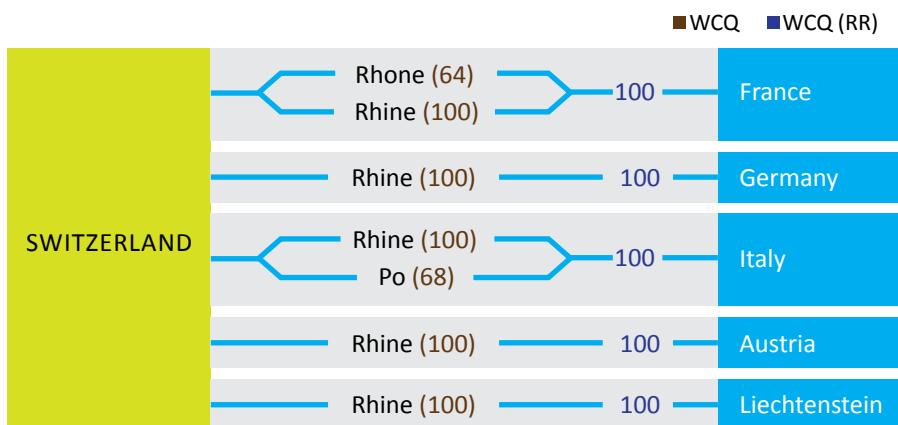 WCQ WCQ (RR)
Rhone (64)
Rhine (100)
100
France
Rhine (100)
100
Germany
SWITZERLAND
Rhine (100)
Po (68)
100
Italy
Rhine (100)
100
Austria
Rhine (100)
100
Liechtenstein